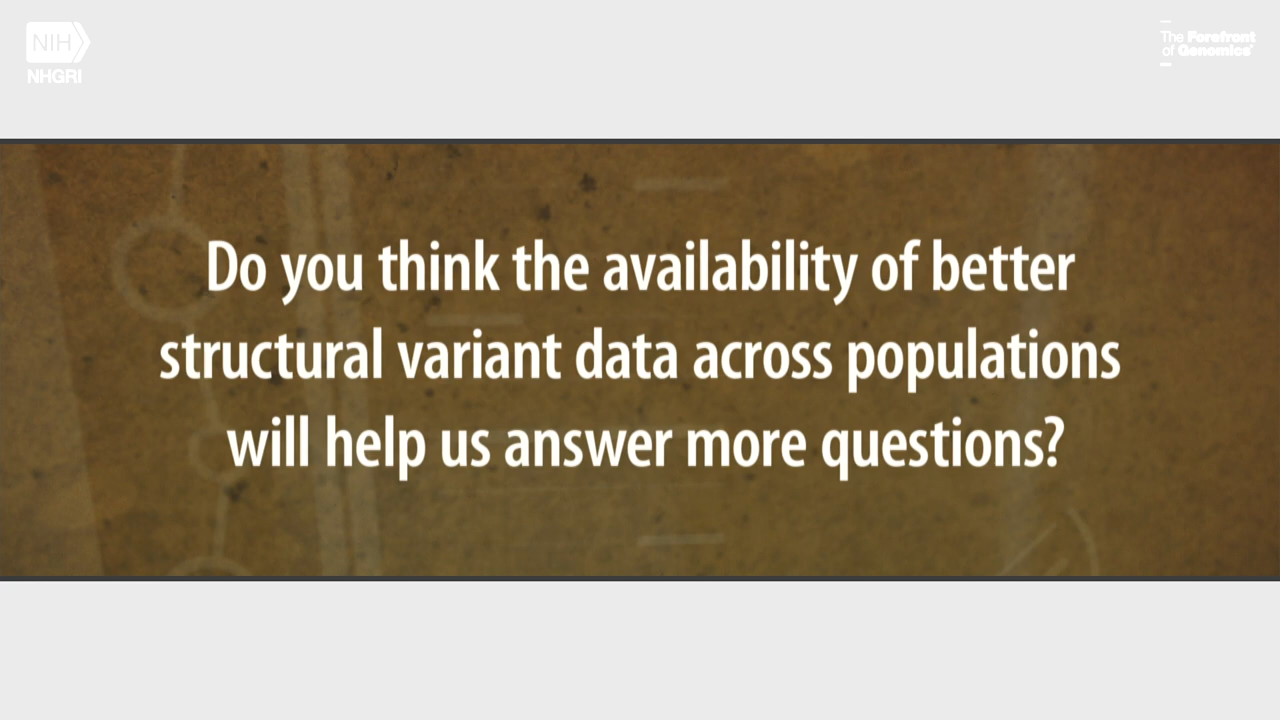 NIH
NHGRI
The Forefront
of Genomics®
Do you think the availability of better
structural variant data across populations
will help us answer more questions?